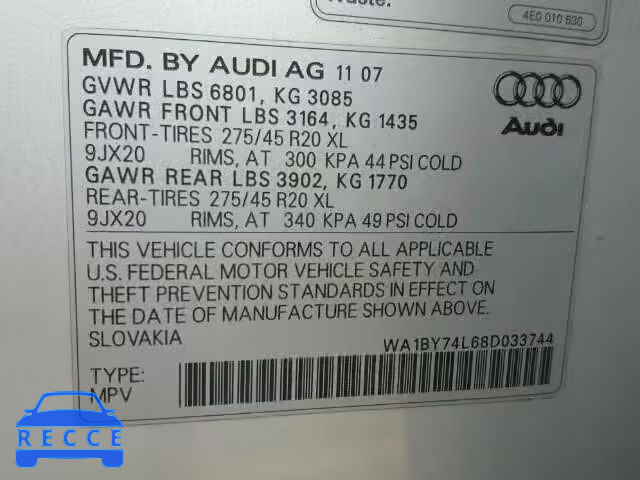 4E0 010 530
MFD. BY AUDI AG 11 07
GVWR LBS 6801, KG 3085
GAWR FRONT LBS 3164, KG 1435
FRONT-TIRES 275/45 R20 XL
9JX20 RIMS, AT 300 KPA 44 PSI COLD
GAWR REAR LBS 3902, KG 1770
REAR-TIRES 275/45 R20 XL
9JX20 RIMS, AT 340 KPA 49 PSI COLD
Audi
THIS VEHICLE CONFORMS TO ALL APPLICABLE
U.S. FEDERAL MOTOR VEHICLE SAFETY AND
THEFT PREVENTION STANDARDS IN EFFECT ON
THE DATE OF MANUFACTURE SHOWN ABOVE.
SLOVAKIA WA1BY74L68D033744
TYPE:
MPV
RECCE